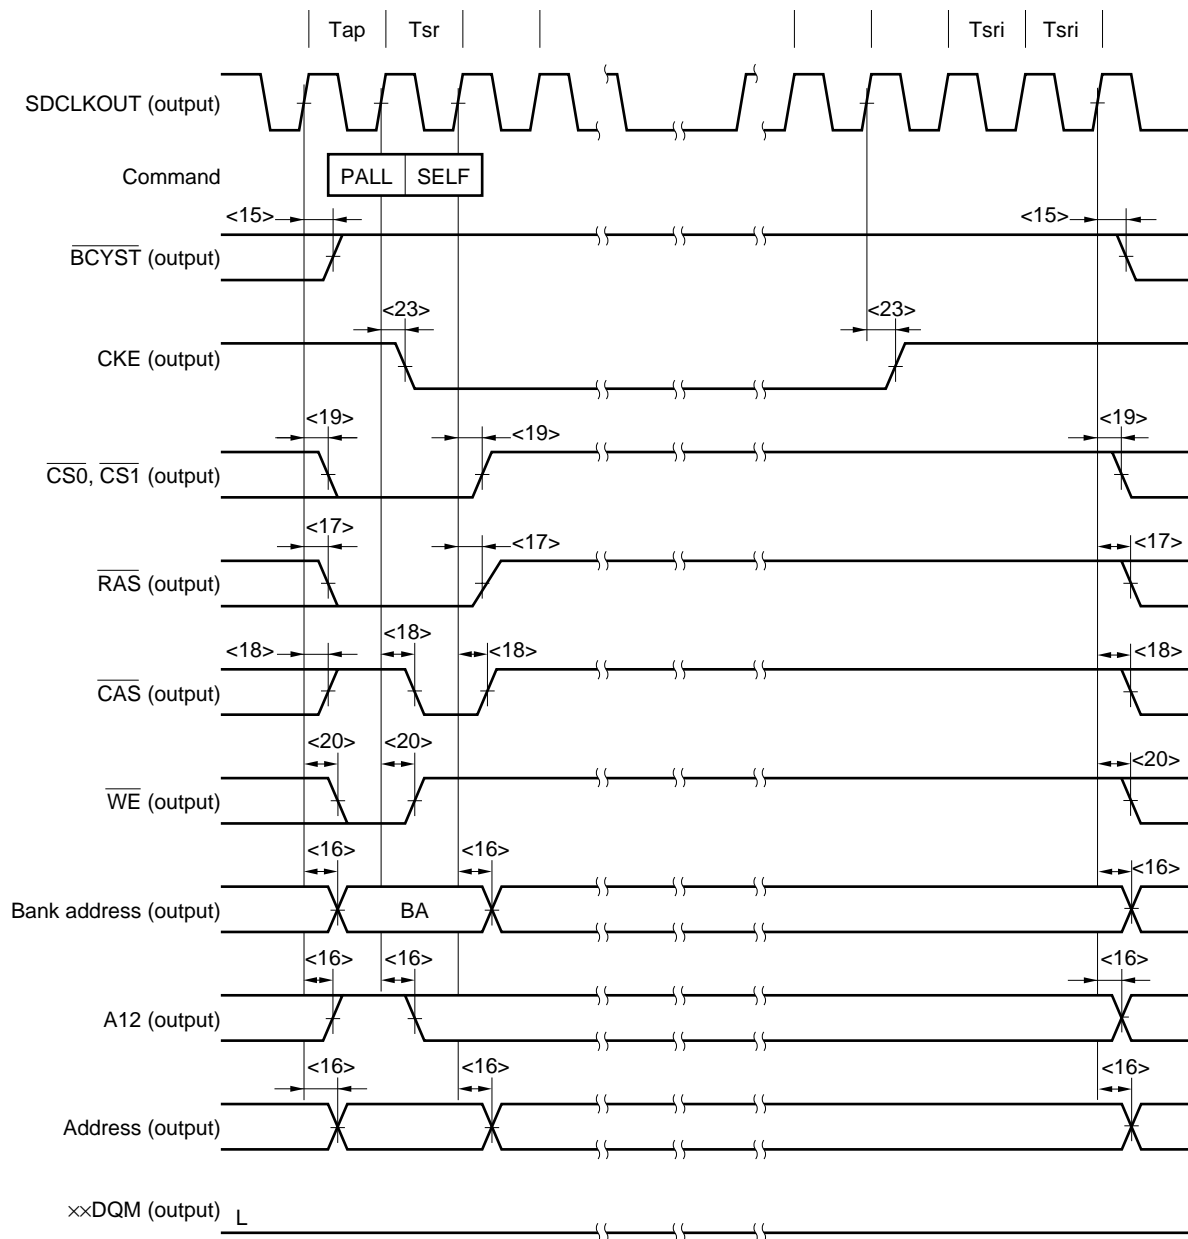 Tap Tsr Tsri Tsri
SDCLKOUT (output)
Command PALL SELF
<15> <15>
BCYST (output)
<23> <23>
CKE (output)
<19> <19> <19>
CS0, CS1 (output)
<17> <17> <17>
RAS (output)
<18> <18> <18> <18>
CAS (output)
<20> <20> <20>
WE (output)
<16> <16> <16>
Bank address (output) BA
<16> <16> <16>
A12 (output)
<16> <16> <16>
Address (output)
××DQM (output) L